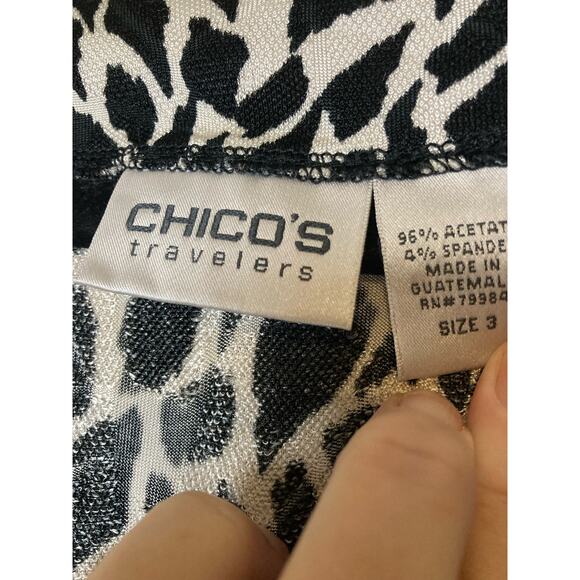 CHICO'S
travelers
96% ACETAT
4% SPANDE
MADE IN
GUATEMAL
RN#79984
SIZE 3